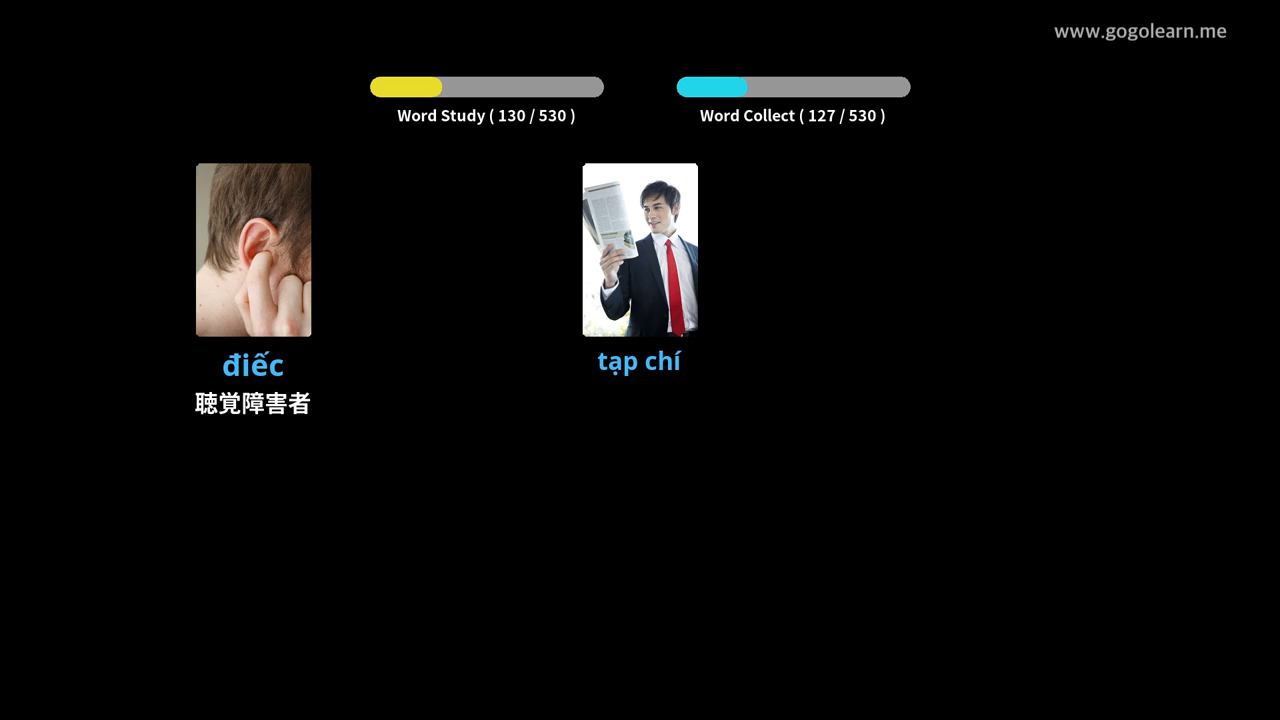 www.gogolearn.me
Word Study ( 130 / 530 )
Word Collect ( 127 / 530 )
điếc
聴覚障害者
tạp chí